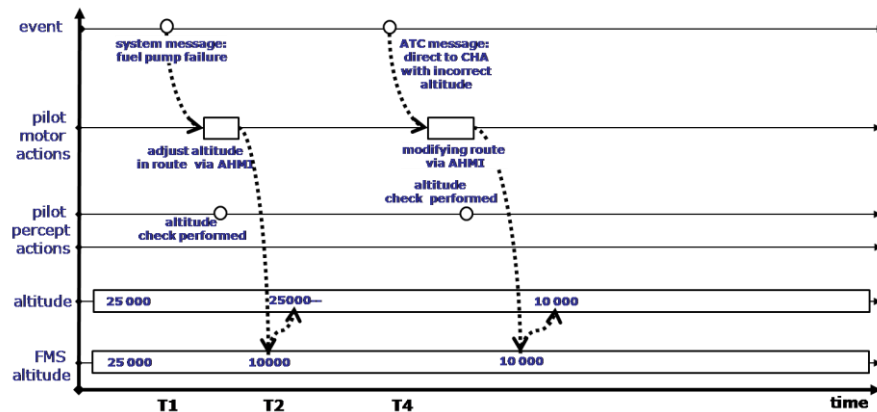 event
system message:
fuel pump failure
ATC message:
direct to CHA
with incorrect
altitude
pilot
motor
actions
adjust altitude
in route via AHMI
modifying route
via AHMI
altitude
check performed
pilot
percept
actions
altitude
check performed
altitude
25 000
25000
10 000
FMS
altitude
25 000
10000
10 000
T1
T2
T4
time